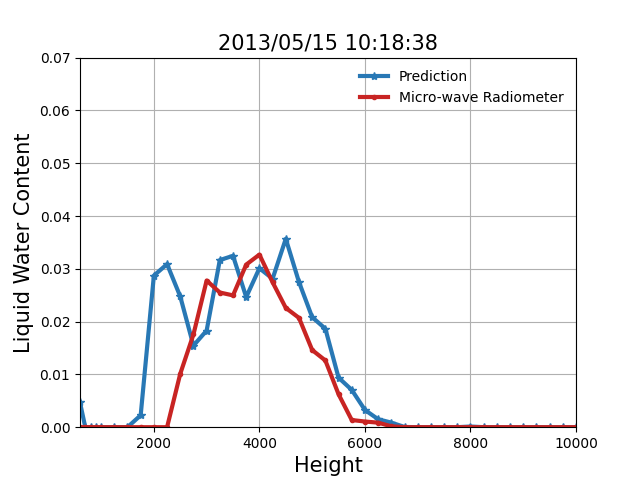 2013/05/15 10:18:38
Prediction
Micro-wave Radiometer
Liquid Water Content
0.07
0.06
0.05
0.04
0.03
0.02
0.01
0.00
2000 4000 6000 8000 10000
Height